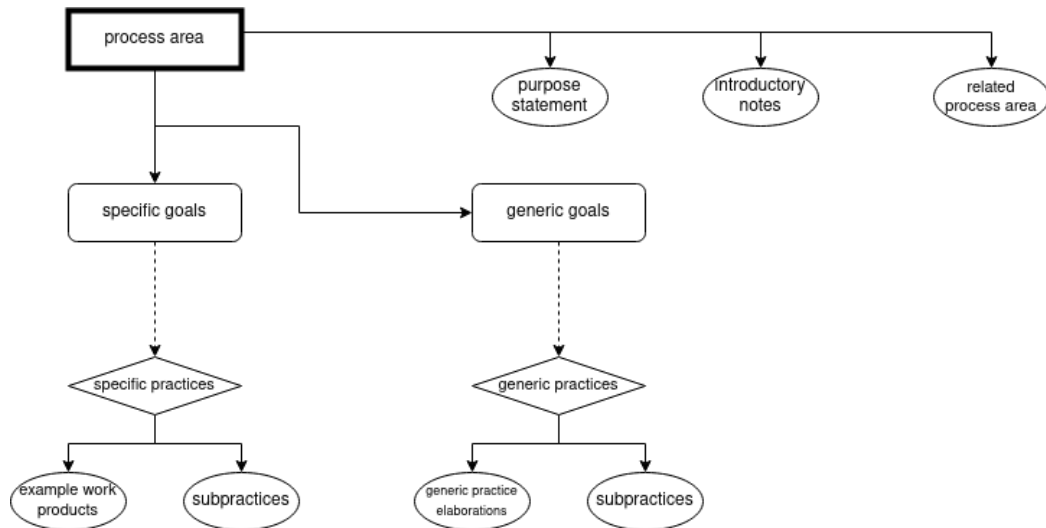 process area
purpose
statement
introductory
notes
related
process area
specific goals
generic goals
specific practices
generic practices
example work
products
subpractices
generic practice
elaborations
subpractices